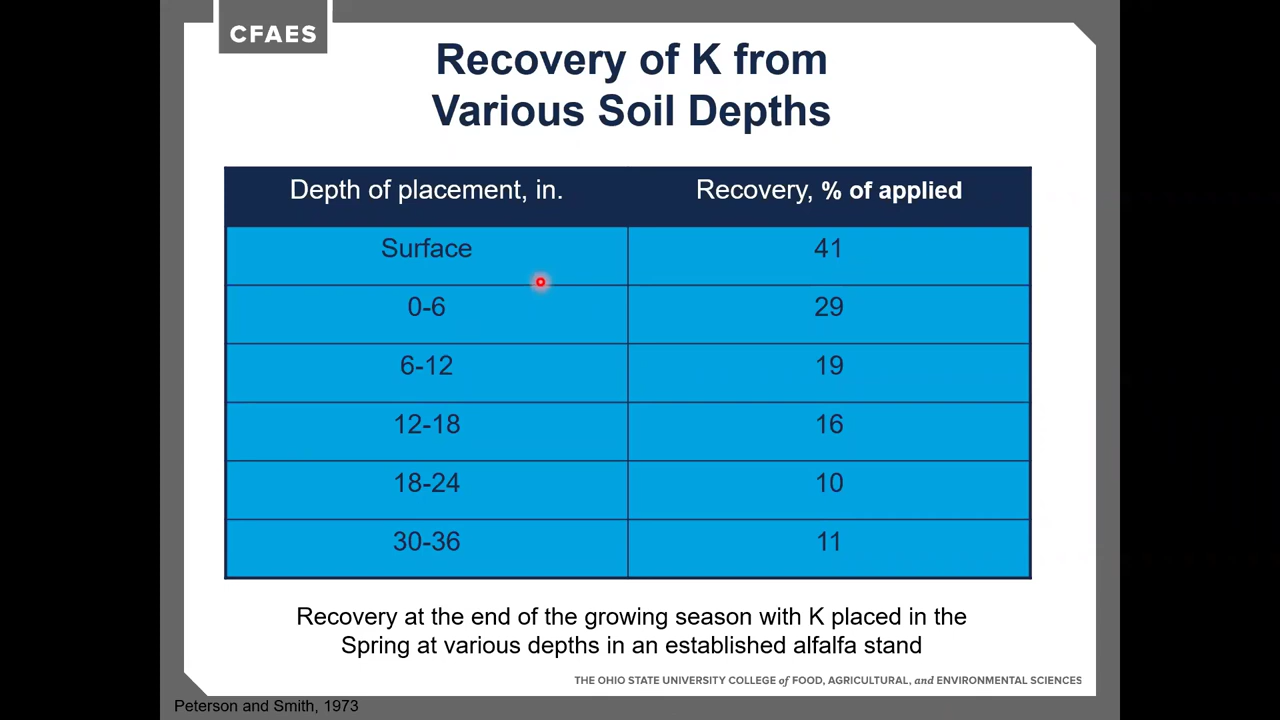 CFAES
Recovery of K from
Various Soil Depths
Depth of placement, in. Recovery, % of applied
Surface 41
0-6 29
6-12 19
12-18 16
18-24 10
30-36 11
Recovery at the end of the growing season with K placed in the
Spring at various depths in an established alfalfa stand
THE OHIO STATE UNIVERSITY COLLEGE of FOOD, AGRICULTURAL, and ENVIRONMENTAL SCIENCES
Peterson and Smith, 1973